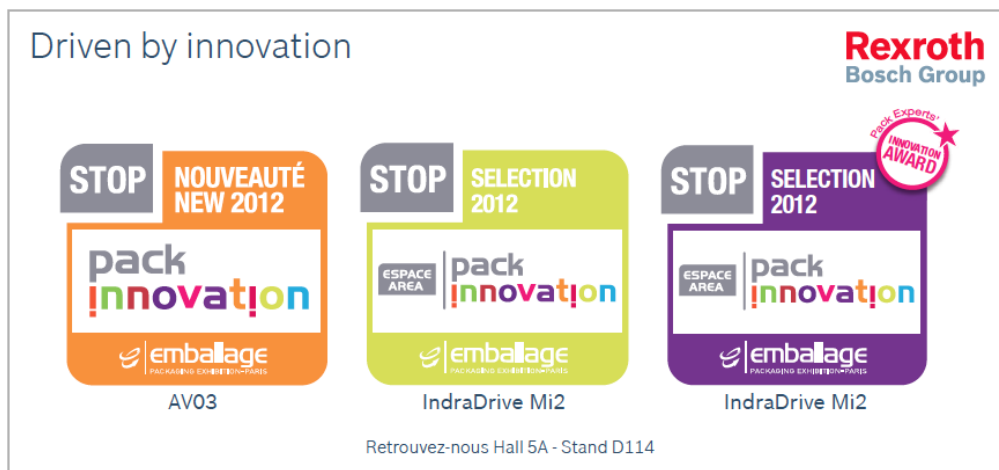 Driven by innovation
Rexroth
Bosch Group
STOP
NOUVEAUTÉ
NEW 2012
pack
innovation
emballage
PACKAGING EXHIBITION-PARIS
AV03
STOP
SELECTION
2012
ESPACE
AREA
pack
innovation
emballage
PACKAGING EXHIBITION-PARIS
IndraDrive Mi2
Pack Experts'
INNOVATION
AWARD
STOP
SELECTION
2012
ESPACE
AREA
pack
innovation
emballage
PACKAGING EXHIBITION-PARIS
IndraDrive Mi2
Retrouvez-nous Hall 5A - Stand D114